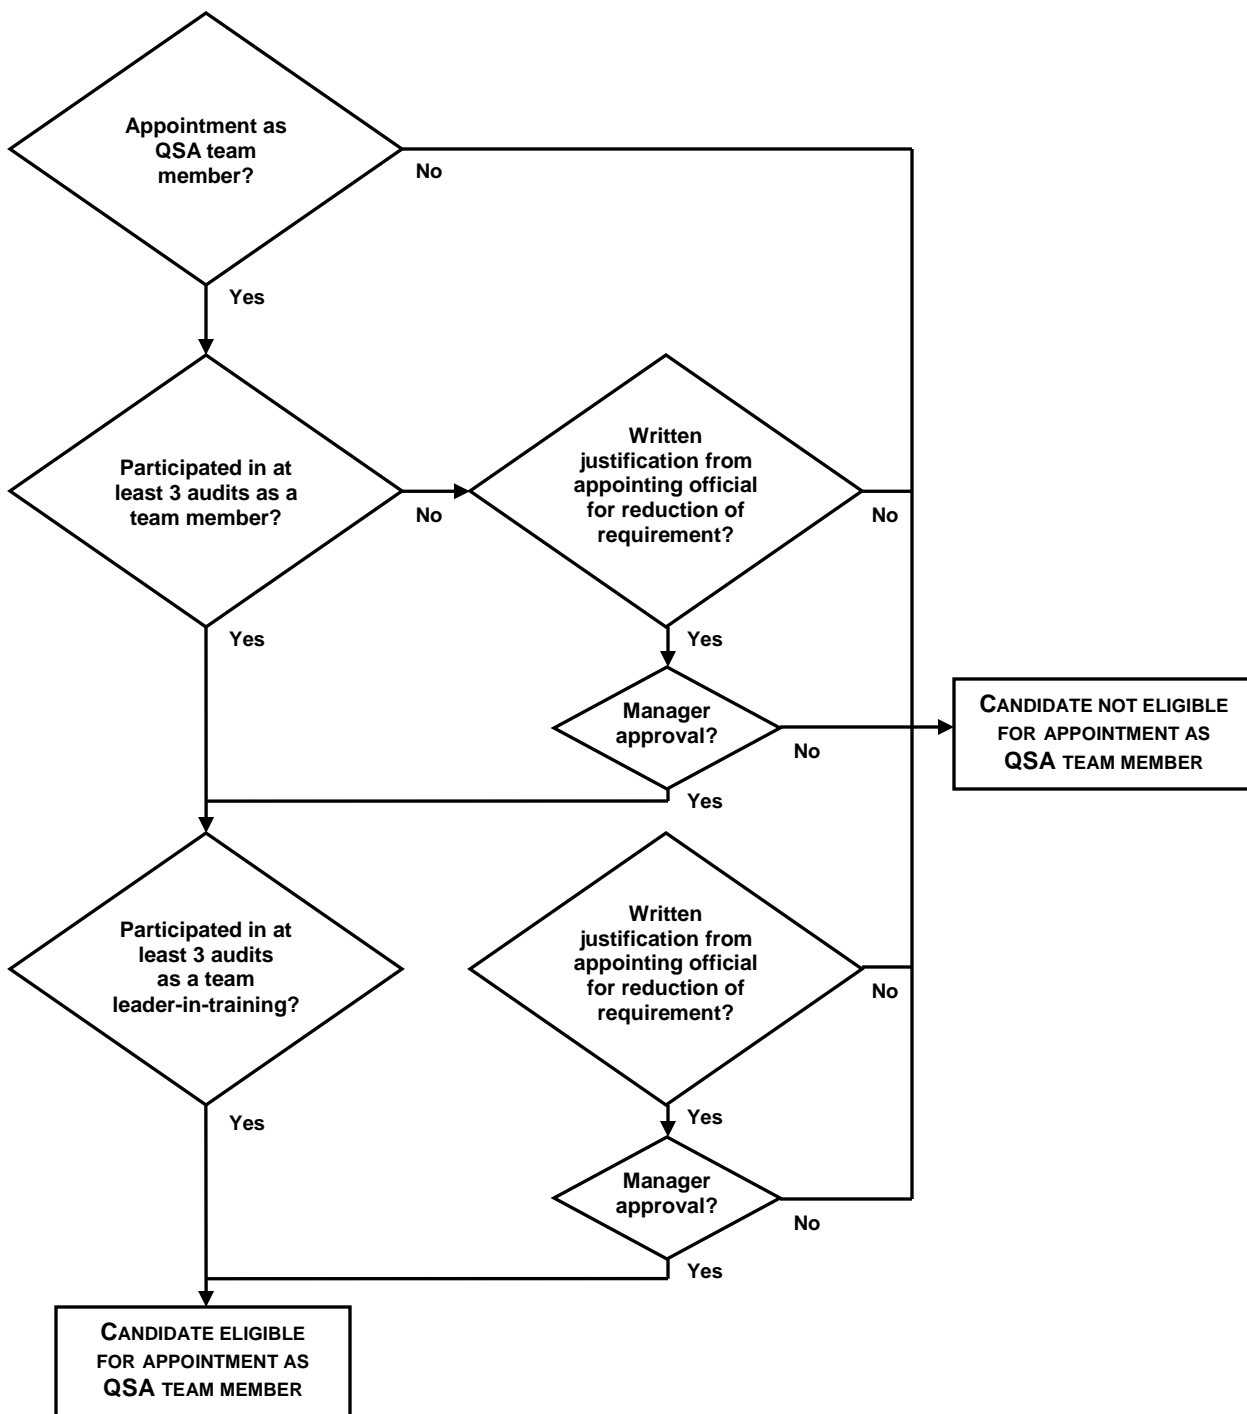 Appointment as
QSA team
member?
No
Yes
Participated in at
least 3 audits as a
team member?
No
Written
justification from
appointing official
for reduction of
requirement?
No
Yes
Yes
Manager
approval?
No
Yes
CANDIDATE NOT ELIGIBLE
FOR APPOINTMENT AS
QSA TEAM MEMBER
Participated in at
least 3 audits
as a team
leader-in-training?
Written
justification from
appointing official
for reduction of
requirement?
No
Yes
Yes
Manager
approval?
No
Yes
CANDIDATE ELIGIBLE
FOR APPOINTMENT AS
QSA TEAM MEMBER